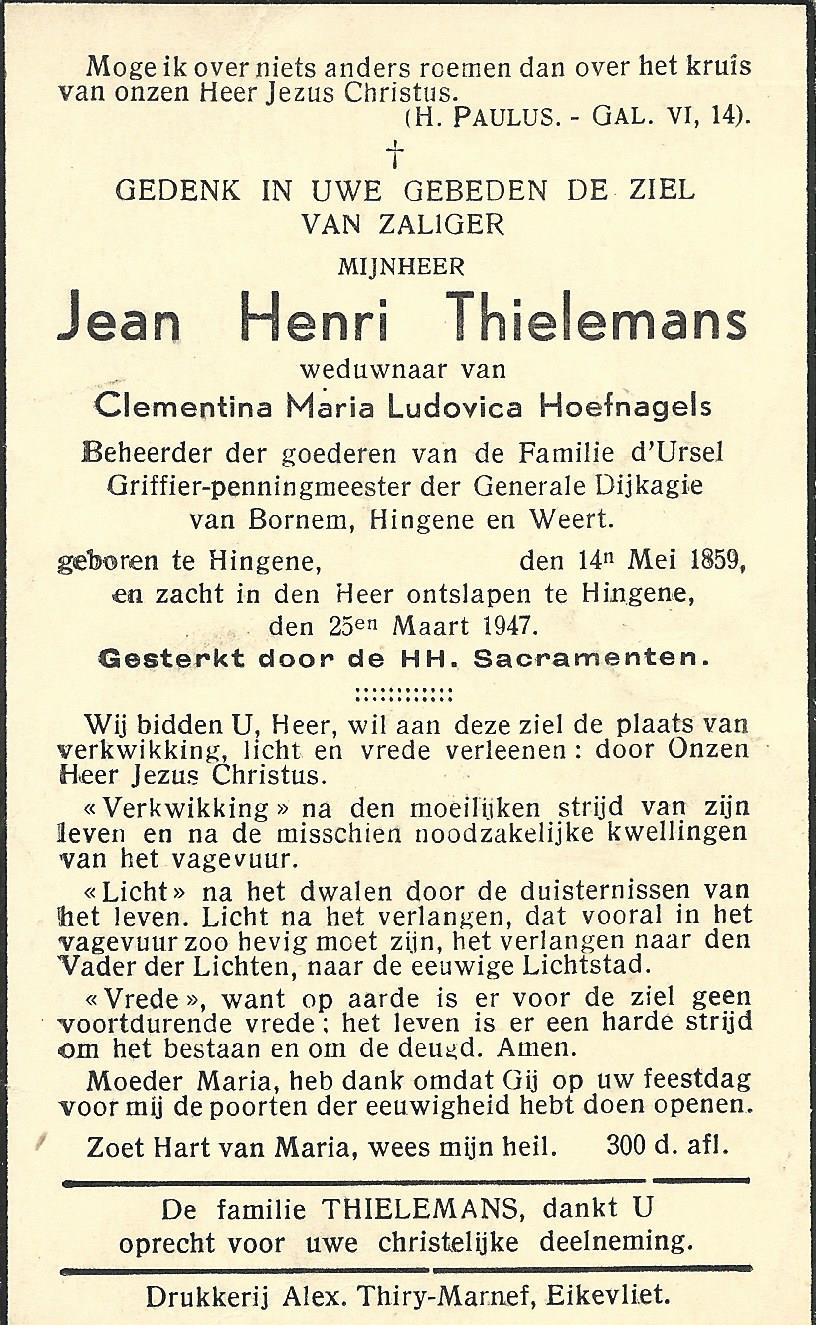 Moge ik over niets anders roemen dan over het kruis
van onzen Heer Jezus Christus.
(H. PAULUS. - GAL. VI, 14).
†
GEDENK IN UWE GEBEDEN DE ZIEL
VAN ZALIGER
MIJNHEER
Jean Henri Thielemans
weduwnaar van
Clementina Maria Ludovica Hoefnagels
Beheerder der goederen van de Familie d'Ursel
Griffier-penningmeester der Generale Dijkagie
van Bornem, Hingene en Weert.
geboren te Hingene, den 14n Mei 1859,
en zacht in den Heer ontslapen te Hingene,
den 25en Maart 1947.
Gesterkt door de HH. Sacramenten.
::::::::::::
Wij bidden U, Heer, wil aan deze ziel de plaats van
verkwikking, licht en vrede verleenen : door Onzen
Heer Jezus Christus.
« Verkwikking » na den moeilijken strijd van zijn
leven en na de misschien noodzakelijke kwellingen
van het vagevuur.
« Licht » na het dwalen door de duisternissen van
het leven. Licht na het verlangen, dat vooral in het
vagevuur zoo hevig moet zijn, het verlangen naar den
Vader der Lichten, naar de eeuwige Lichtstad.
« Vrede », want op aarde is er voor de ziel geen
voortdurende vrede ; het leven is er een harde strijd
om het bestaan en om de deugd. Amen.
Moeder Maria, heb dank omdat Gij op uw feestdag
voor mij de poorten der eeuwigheid hebt doen openen.
Zoet Hart van Maria, wees mijn heil. 300 d. afl.
De familie THIELEMANS, dankt U
oprecht voor uwe christelijke deelneming.
Drukkerij Alex. Thiry-Marnef, Eikevliet.